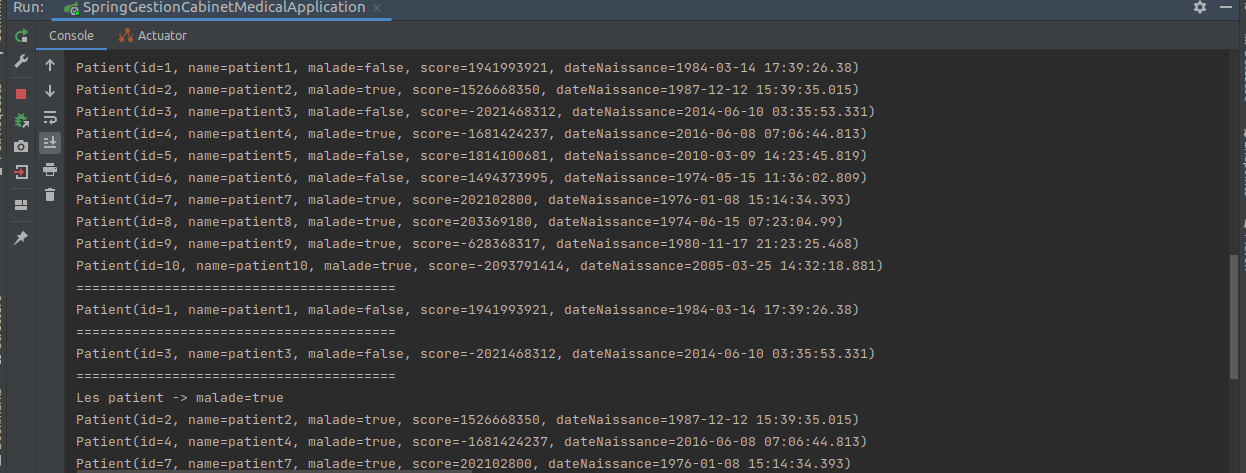 Run: SpringGestionCabinetMedicalApplication
Console Actuator
Patient(id=1, name=patient1, malade=false, score=1941993921, dateNaissance=1984-03-14 17:39:26.38)
Patient(id=2, name=patient2, malade=true, score=1526668350, dateNaissance=1987-12-12 15:39:35.015)
Patient(id=3, name=patient3, malade=false, score=-2021468312, dateNaissance=2014-06-10 03:35:53.331)
Patient(id=4, name=patient4, malade=true, score=-1681424237, dateNaissance=2016-06-08 07:06:44.813)
Patient(id=5, name=patient5, malade=false, score=1814100681, dateNaissance=2010-03-09 14:23:45.819)
Patient(id=6, name=patient6, malade=false, score=1494373995, dateNaissance=1974-05-15 11:36:02.809)
Patient(id=7, name=patient7, malade=true, score=202102800, dateNaissance=1976-01-08 15:14:34.393)
Patient(id=8, name=patient8, malade=true, score=203369180, dateNaissance=1974-06-15 07:23:04.99)
Patient(id=9, name=patient9, malade=true, score=-628368317, dateNaissance=1980-11-17 21:23:25.468)
Patient(id=10, name=patient10, malade=true, score=-2093791414, dateNaissance=2005-03-25 14:32:18.881)
========================================
Patient(id=1, name=patient1, malade=false, score=1941993921, dateNaissance=1984-03-14 17:39:26.38)
========================================
Patient(id=3, name=patient3, malade=false, score=-2021468312, dateNaissance=2014-06-10 03:35:53.331)
========================================
Les patient -> malade=true
Patient(id=2, name=patient2, malade=true, score=1526668350, dateNaissance=1987-12-12 15:39:35.015)
Patient(id=4, name=patient4, malade=true, score=-1681424237, dateNaissance=2016-06-08 07:06:44.813)
Patient(id=7, name=patient7, malade=true, score=202102800, dateNaissance=1976-01-08 15:14:34.393)